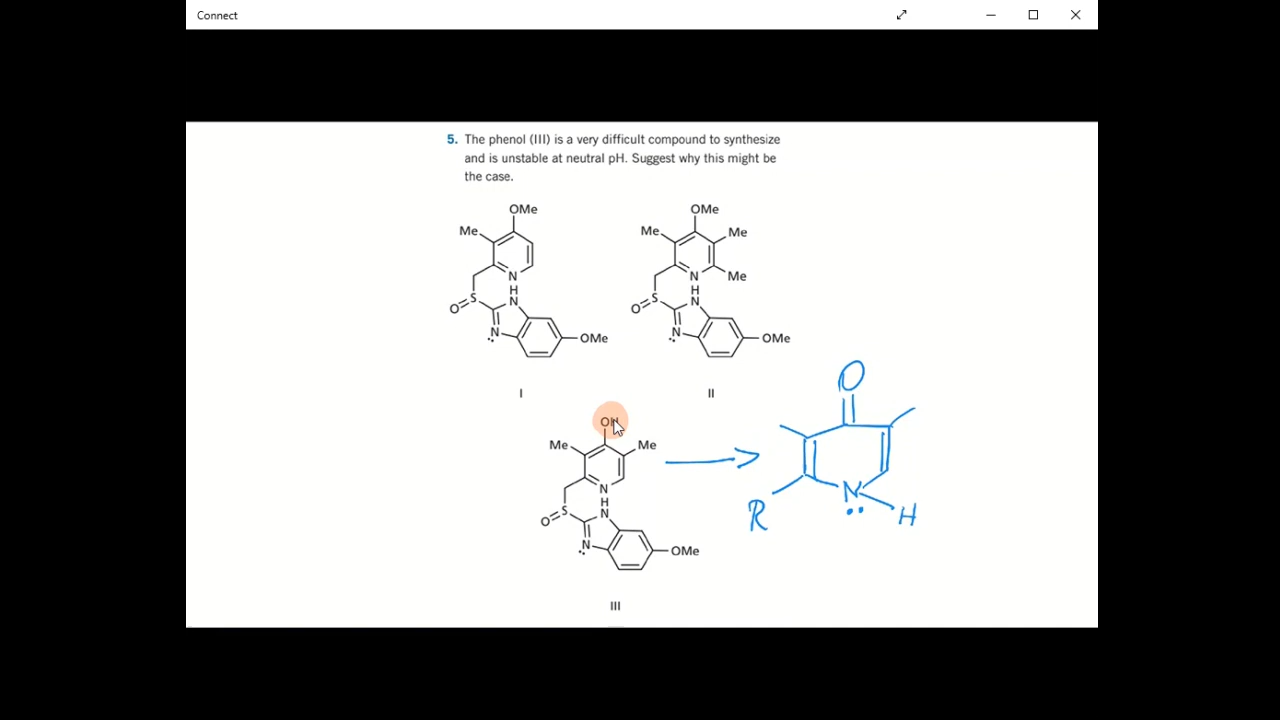 Connect
5. The phenol (III) is a very difficult compound to synthesize
and is unstable at neutral pH. Suggest why this might be
the case.
OMe
OMe
Me
Me
Me
N
N
Me
H
H
S
N
S
N
O
O
N
OMe
N
OMe
I
II
O
OH
Me
Me
N
N
H
R
H
S
N
O
N
OMe
III